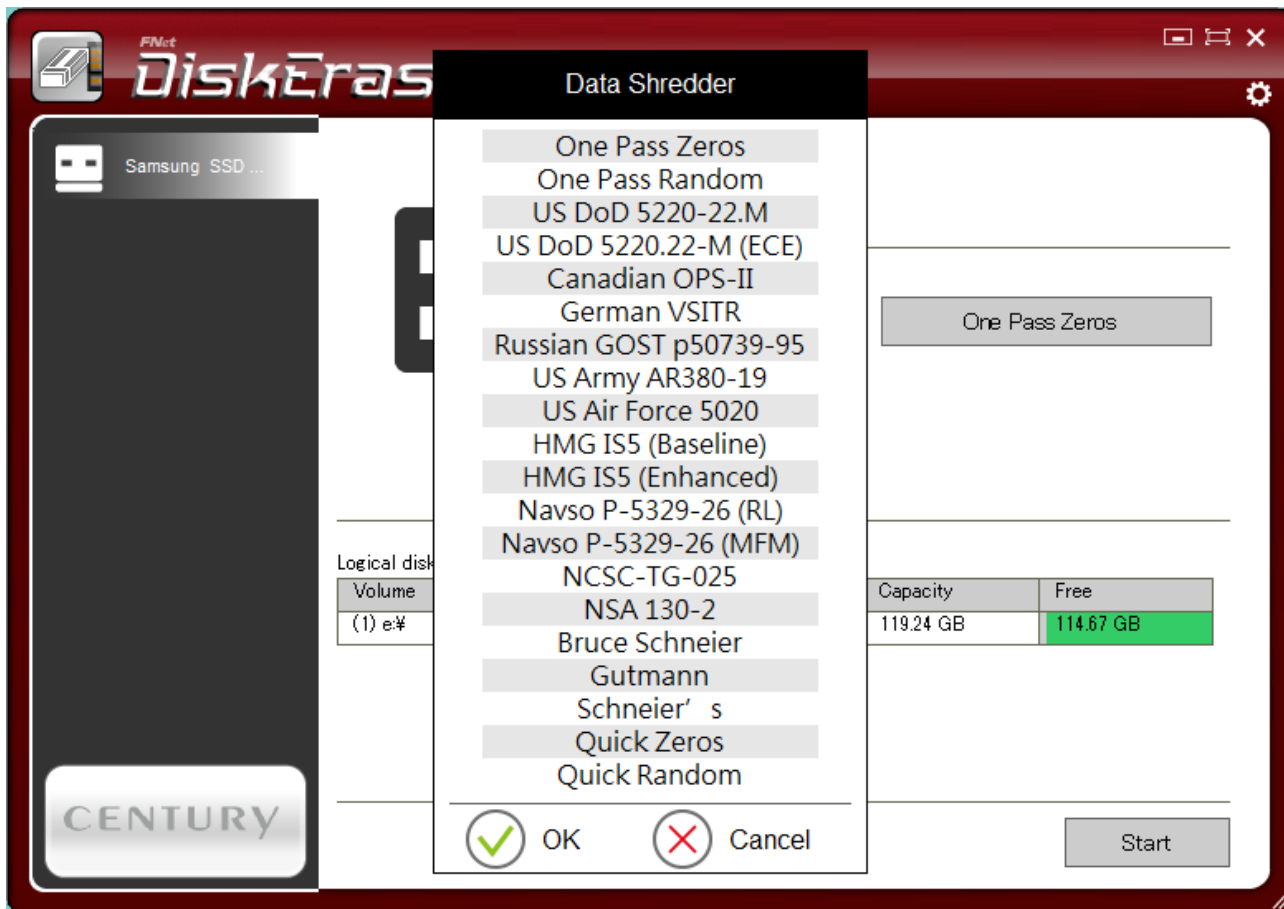 FNet
DiskEras
Data Shredder
Samsung SSD ...
One Pass Zeros
One Pass Random
US DoD 5220-22.M
US DoD 5220.22-M (ECE)
Canadian OPS-II
German VSITR
Russian GOST p50739-95
US Army AR380-19
US Air Force 5020
HMG IS5 (Baseline)
HMG IS5 (Enhanced)
Navso P-5329-26 (RL)
Navso P-5329-26 (MFM)
NCSC-TG-025
NSA 130-2
Bruce Schneier
Gutmann
Schneier’ s
Quick Zeros
Quick Random
OK Cancel
One Pass Zeros
Logical disk
Volume Capacity Free
(1) e:¥ 119.24 GB 114.67 GB
CENTURY
Start